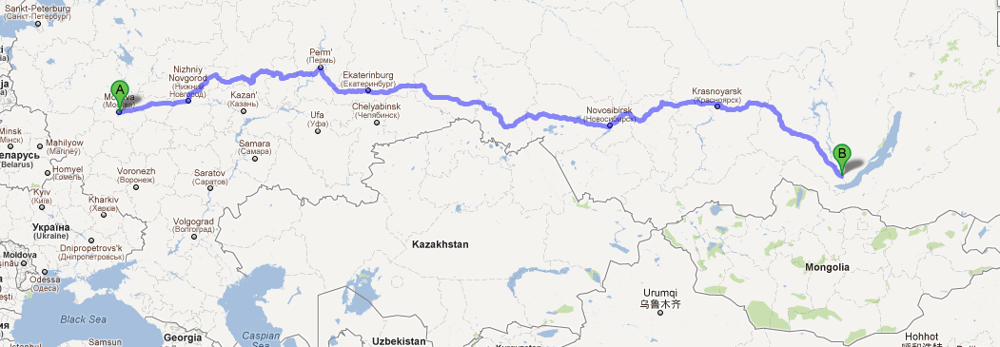 Sankt-Peterburg
(Санкт-Петербург)
Perm'
(Пермь)
Nizhniy
Novgorod
(Нижний
Новгород)
Ekaterinburg
(Екатеринбург)
A
Kazan'
(Казань)
Chelyabinsk
(Челябинск)
Krasnoyarsk
(Красноярск)
Novosibirsk
(Новосибирск)
Ufa
(Уфа)
Minsk
(Мінск)
Mahilyow
(Магілёў)
Samara
(Самара)
B
(Belarus)
Homyel
(Гомель)
Voronezh
(Воронеж)
Saratov
(Саратов)
Kyiv
(Київ)
Kharkiv
(Харків)
Україна
(Ukraine)
Volgograd
(Волгоград)
Dnipropetrovs'k
(Дніпропетровськ)
Kazakhstan
Moldova
Mongolia
Odessa
(Одеса)
Urumqi
乌鲁木齐
Black Sea
Georgia
Caspian
Sea
Samsun
Uzbekistan
Hohhot